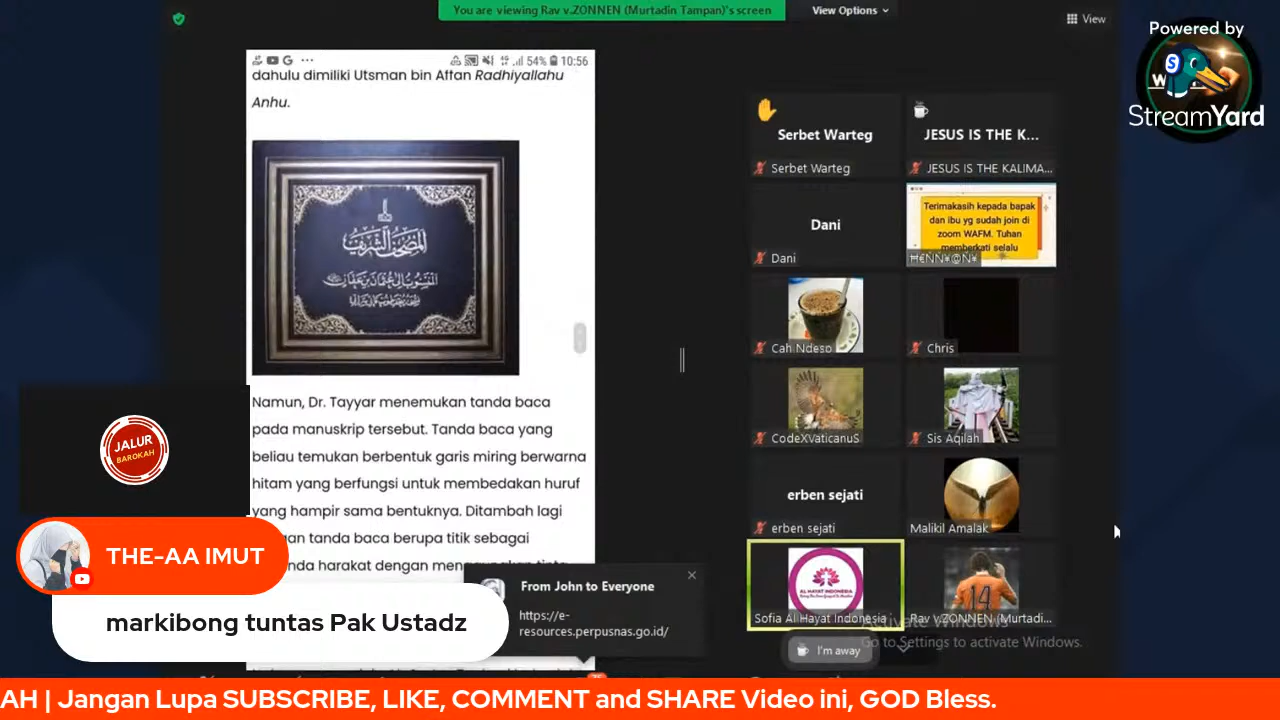 You are viewing Rav v.ZONNEN (Murtadin Tampan)'s screen
View Options
View
Powered by
StreamYard
54% 10:56
dahulu dimiliki Utsman bin Affan Radhiyallahu
Anhu.
المصحف الشريف
Namun, Dr. Tayyar menemukan tanda baca
pada manuskrip tersebut. Tanda baca yang
beliau temukan berbentuk garis miring berwarna
hitam yang berfungsi untuk membedakan huruf
yang hampir sama bentuknya. Ditambah lagi
tanda baca berupa titik sebagai
harakat dengan
Serbet Warteg
Serbet Warteg
JESUS IS THE K...
JESUS IS THE KALIMA...
Dani
Dani
Terimakasih kepada bapak
dan ibu yg sudah join di
zoom WAFM. Tuhan
memberkati selalu
H€NN¥@N¥
Cah Ndeso
Chris
CodeXVaticanuS
Sis Aqilah
erben sejati
erben sejati
Malikil Amalak
AL HAYAT INDONESIA
Sofia Al Hayat Indonesia
14
Rav v.ZONNEN (Murtadi...
I'm away
Activate Windows
Go to Settings to activate Windows.
From John to Everyone
https://e-
resources.perpusnas.go.id/
JALUR
BAROKAH
THE-AA IMUT
markibong tuntas Pak Ustadz
AH | Jangan Lupa SUBSCRIBE, LIKE, COMMENT and SHARE Video ini, GOD Bless.